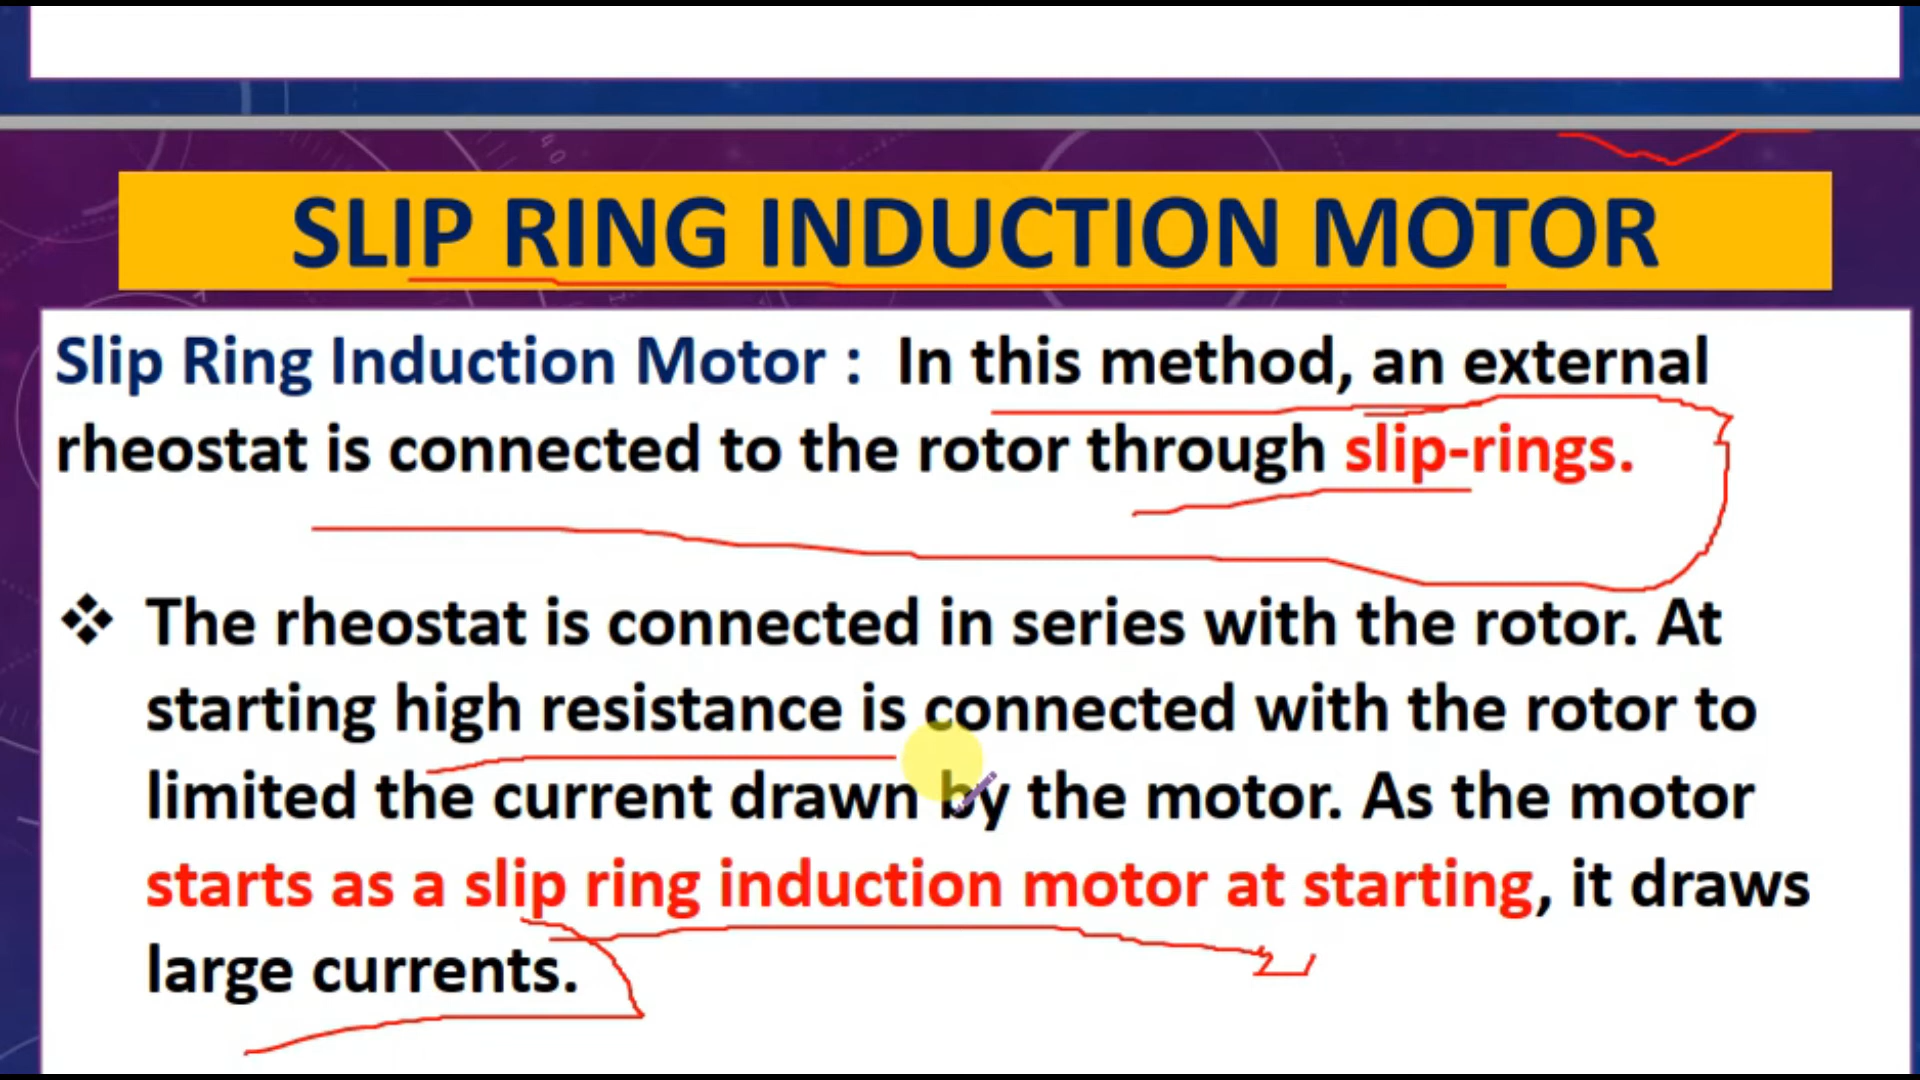 SLIP RING INDUCTION MOTOR
Slip Ring Induction Motor : In this method, an external
rheostat is connected to the rotor through slip-rings.
❖ The rheostat is connected in series with the rotor. At
starting high resistance is connected with the rotor to
limited the current drawn by the motor. As the motor
starts as a slip ring induction motor at starting, it draws
large currents.